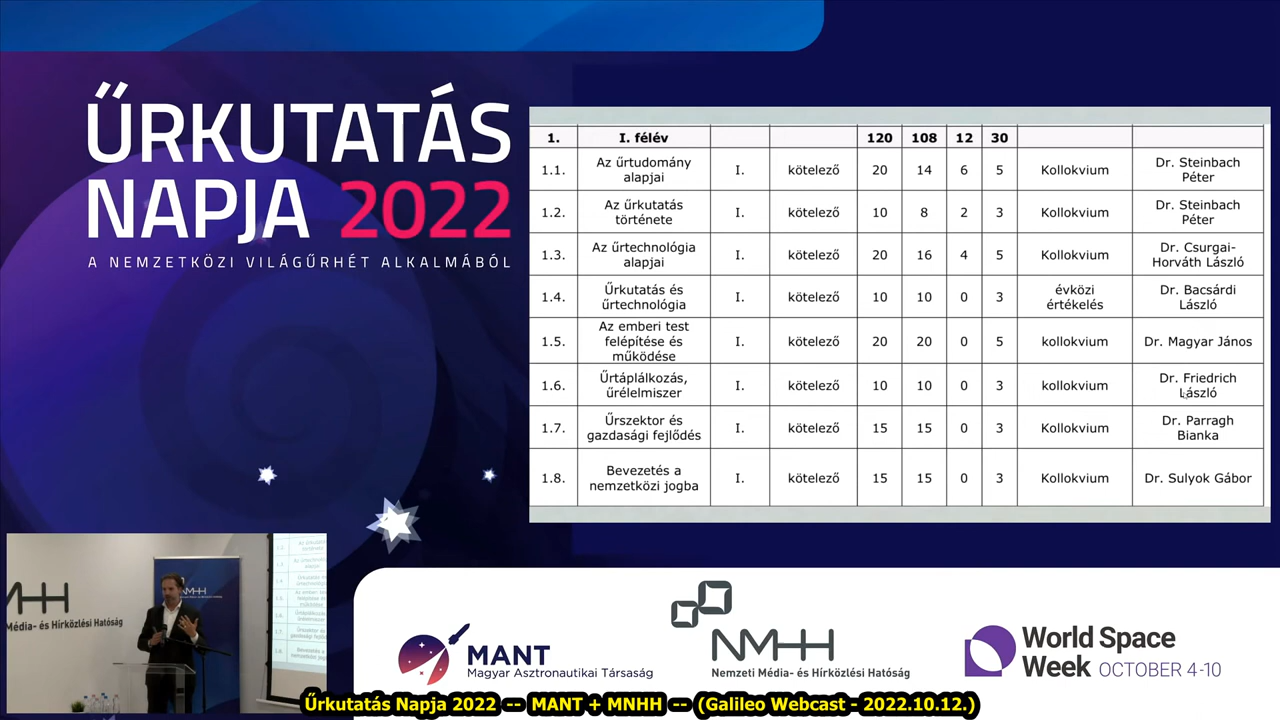 ŰRKUTATÁS
NAPJA 2022
A NEMZETKÖZI VILÁGŰRHÉT ALKALMÁBÓL
1. I. félév 120 108 12 30
1.1. Az űrtudomány alapjai I. kötelező 20 14 6 5 Kollokvium Dr. Steinbach Péter
1.2. Az űrkutatás története I. kötelező 10 8 2 3 Kollokvium Dr. Steinbach Péter
1.3. Az űrtechnológia alapjai I. kötelező 20 16 4 5 Kollokvium Dr. Csurgai-Horváth László
1.4. Űrkutatás és űrtechnológia I. kötelező 10 10 0 3 évközi értékelés Dr. Bacsárdi László
1.5. Az emberi test felépítése és működése I. kötelező 20 20 0 5 kollokvium Dr. Magyar János
1.6. Űrtáplálkozás, űrélelmiszer I. kötelező 10 10 0 3 kollokvium Dr. Friedrich László
1.7. Űrszektor és gazdasági fejlődés I. kötelező 15 15 0 3 Kollokvium Dr. Parragh Bianka
1.8. Bevezetés a nemzetközi jogba I. kötelező 15 15 0 3 Kollokvium Dr. Sulyok Gábor
NMHH
Média- és Hírközlési Hatóság
MANT
Magyar Asztronautikai Társaság
NMHH
Nemzeti Média- és Hírközlési Hatóság
World Space
Week OCTOBER 4-10
Űrkutatás Napja 2022 -- MANT + MNHH -- (Galileo Webcast - 2022.10.12.)